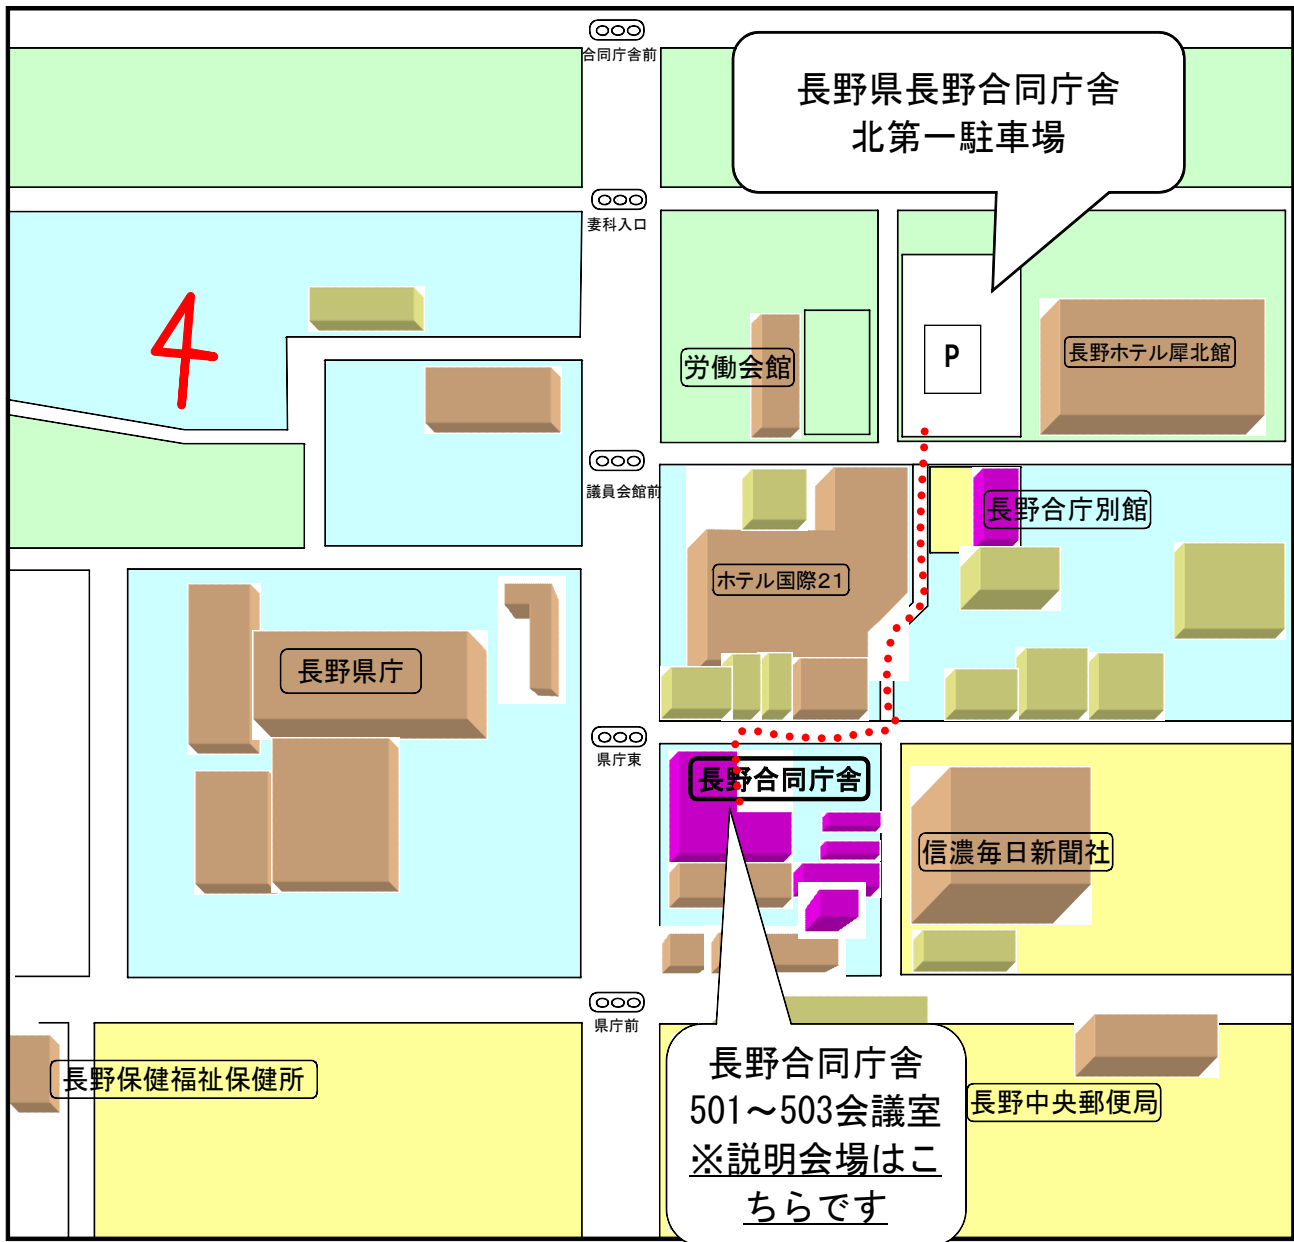 合同庁舎前
長野県長野合同庁舎
北第一駐車場
妻科入口
4
労働会館
P
長野ホテル犀北館
議員会館前
長野合庁別館
ホテル国際21
長野県庁
県庁東
長野合同庁舎
信濃毎日新聞社
県庁前
長野保健福祉保健所
長野合同庁舎
501～503会議室
※説明会場はこ
ちらです
長野中央郵便局